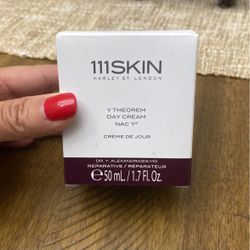 111SKIN
HARLEY ST. LONDON
Y THEOREM
DAY CREAM
NAC Y²
CRÈME DE JOUR
DR. Y. ALEXANDRIDES MD
REPARATIVE / RÉPARATEUR
℮ 50 mL / 1.7 Fl. Oz.